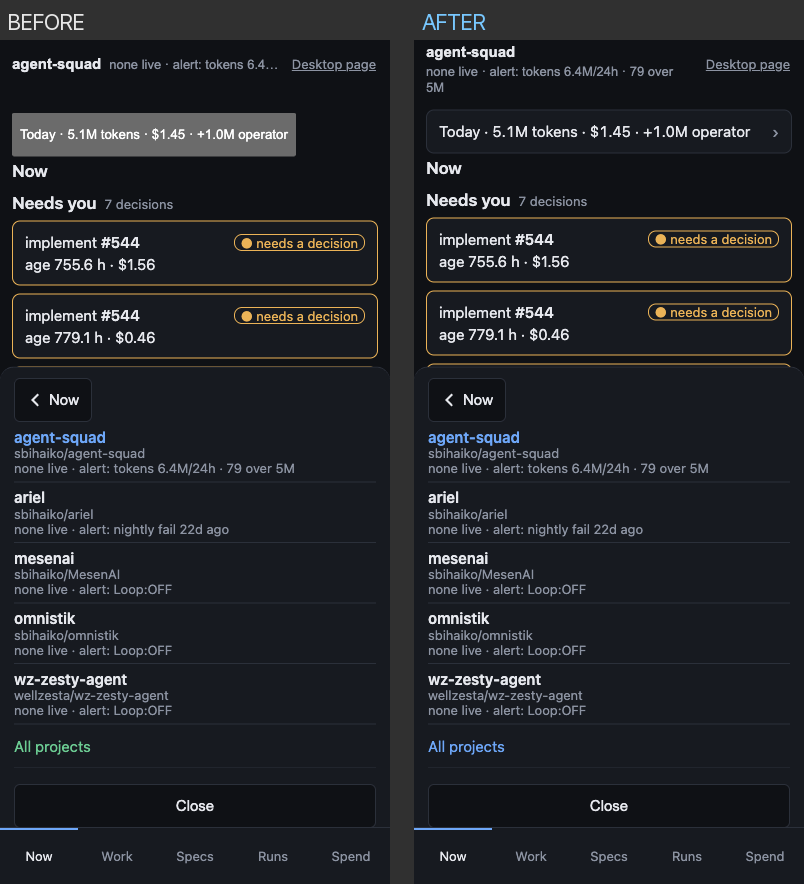 BEFORE
agent-squad none live · alert: tokens 6.4… Desktop page
Today · 5.1M tokens · $1.45 · +1.0M operator
Now
Needs you 7 decisions
implement #544 needs a decision
age 755.6 h · $1.56
implement #544 needs a decision
age 779.1 h · $0.46
Now
agent-squad
sbihaiko/agent-squad
none live · alert: tokens 6.4M/24h · 79 over 5M
ariel
sbihaiko/ariel
none live · alert: nightly fail 22d ago
mesenai
sbihaiko/MesenAI
none live · alert: Loop:OFF
omnistik
sbihaiko/omnistik
none live · alert: Loop:OFF
wz-zesty-agent
wellzesta/wz-zesty-agent
none live · alert: Loop:OFF
All projects
Close
Now Work Specs Runs Spend
AFTER
agent-squad
none live · alert: tokens 6.4M/24h · 79 over
5M
Desktop page
Today · 5.1M tokens · $1.45 · +1.0M operator ›
Now
Needs you 7 decisions
implement #544 needs a decision
age 755.6 h · $1.56
implement #544 needs a decision
age 779.1 h · $0.46
Now
agent-squad
sbihaiko/agent-squad
none live · alert: tokens 6.4M/24h · 79 over 5M
ariel
sbihaiko/ariel
none live · alert: nightly fail 22d ago
mesenai
sbihaiko/MesenAI
none live · alert: Loop:OFF
omnistik
sbihaiko/omnistik
none live · alert: Loop:OFF
wz-zesty-agent
wellzesta/wz-zesty-agent
none live · alert: Loop:OFF
All projects
Close
Now Work Specs Runs Spend